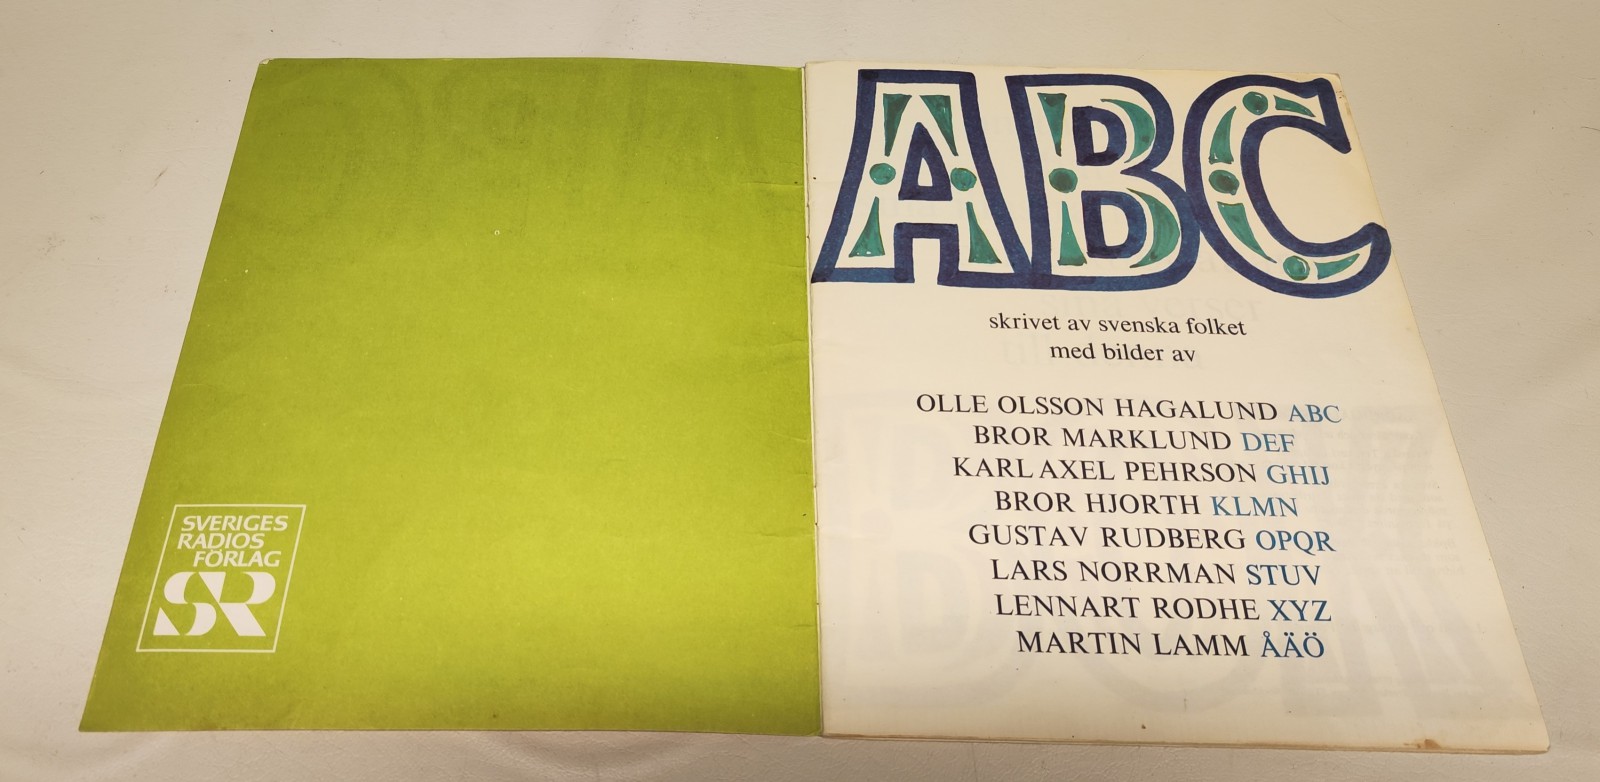 SVERIGES
RADIOS
FÖRLAG
SR
ABC
skrivet av svenska folket
med bilder av
OLLE OLSSON HAGALUND ABC
BROR MARKLUND DEF
KARL AXEL PEHRSON GHIJ
BROR HJORTH KLMN
GUSTAV RUDBERG OPQR
LARS NORRMAN STUV
LENNART RODHE XYZ
MARTIN LAMM ÅÄÖ